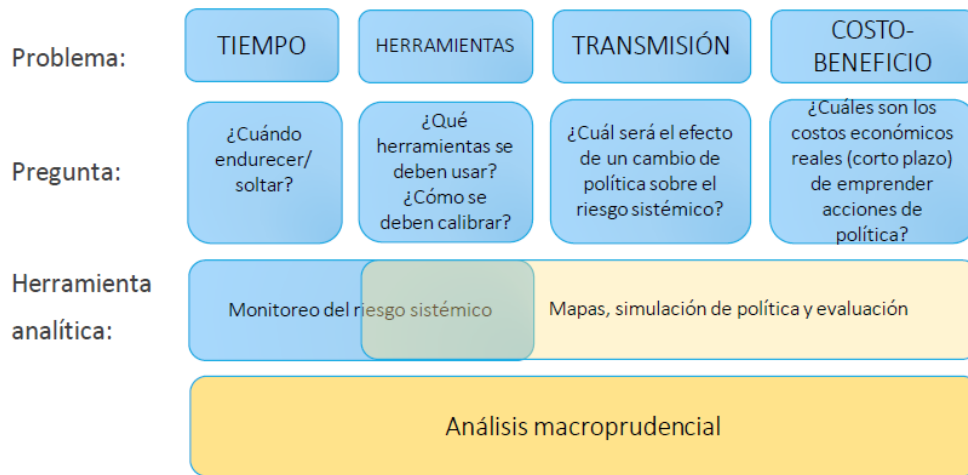 Problema:
TIEMPO
HERRAMIENTAS
TRANSMISIÓN
COSTO-
BENEFICIO
Pregunta:
¿Cuándo
endurecer/
soltar?
¿Qué
herramientas se
deben usar?
¿Cómo se
deben calibrar?
¿Cuál será el efecto
de un cambio de
política sobre el
riesgo sistémico?
¿Cuáles son los
costos económicos
reales (corto plazo)
de emprender
acciones de
política?
Herramienta
analítica:
Monitoreo del riesgo sistémico
Mapas, simulación de política y evaluación
Análisis macroprudencial